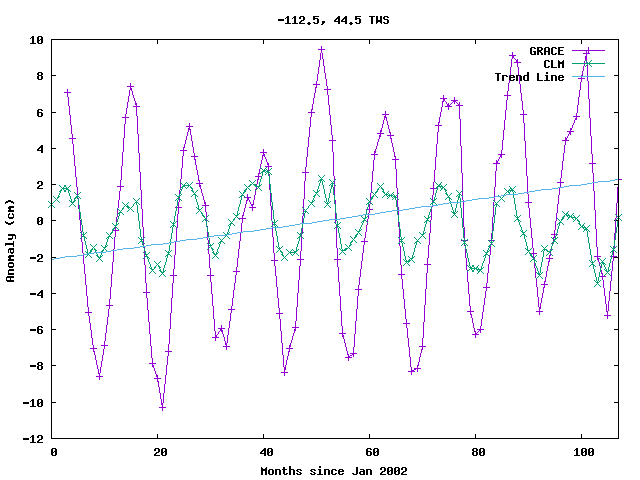 -112.5, 44.5 TWS
GRACE
CLM
Trend Line
Anomaly (cm)
10
8
6
4
2
0
-2
-4
-6
-8
-10
-12
0 20 40 60 80 100
Months since Jan 2002